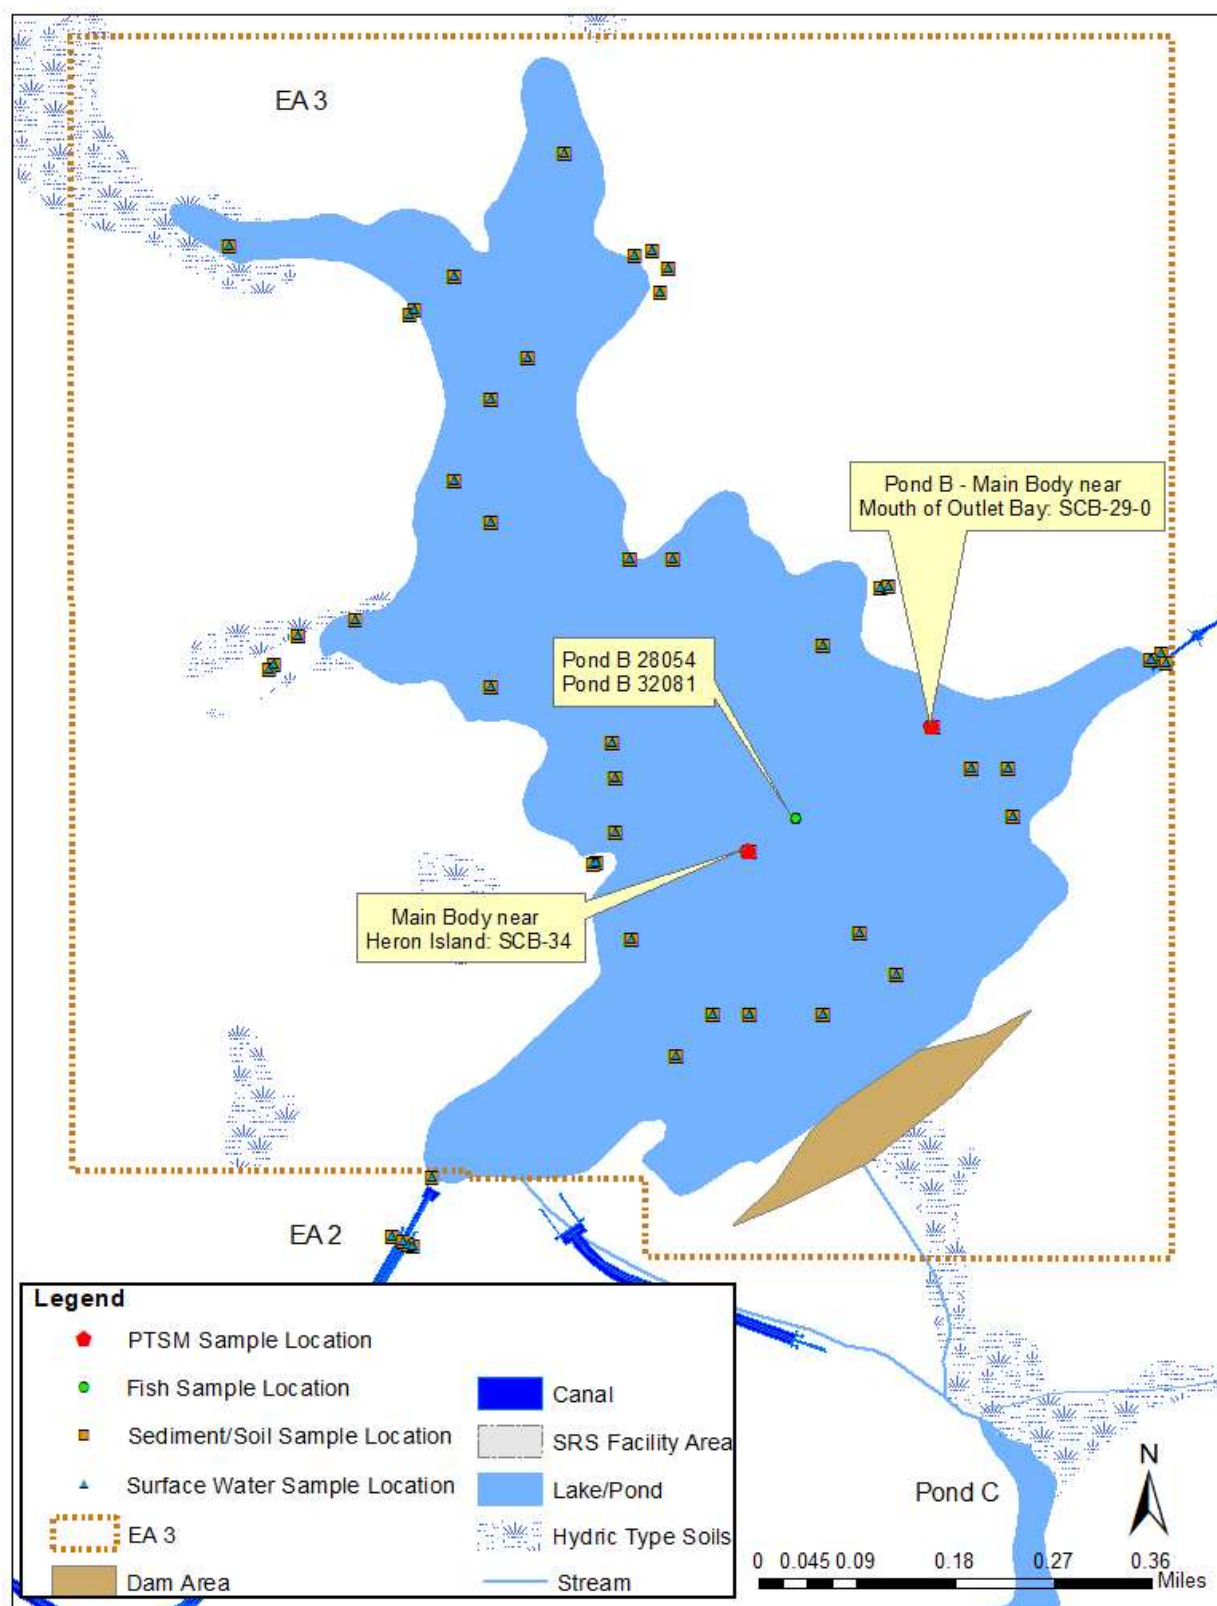 EA 3
Pond B - Main Body near
Mouth of Outlet Bay: SCB-29-0
Pond B 28054
Pond B 32081
Main Body near
Heron Island: SCB-34
EA 2
Legend
PTSM Sample Location
Fish Sample Location
Sediment/Soil Sample Location
Surface Water Sample Location
EA 3
Dam Area
Canal
SRS Facility Area
Lake/Pond
Hydric Type Soils
Stream
Pond C
N
0 0.045 0.09 0.18 0.27 0.36
Miles